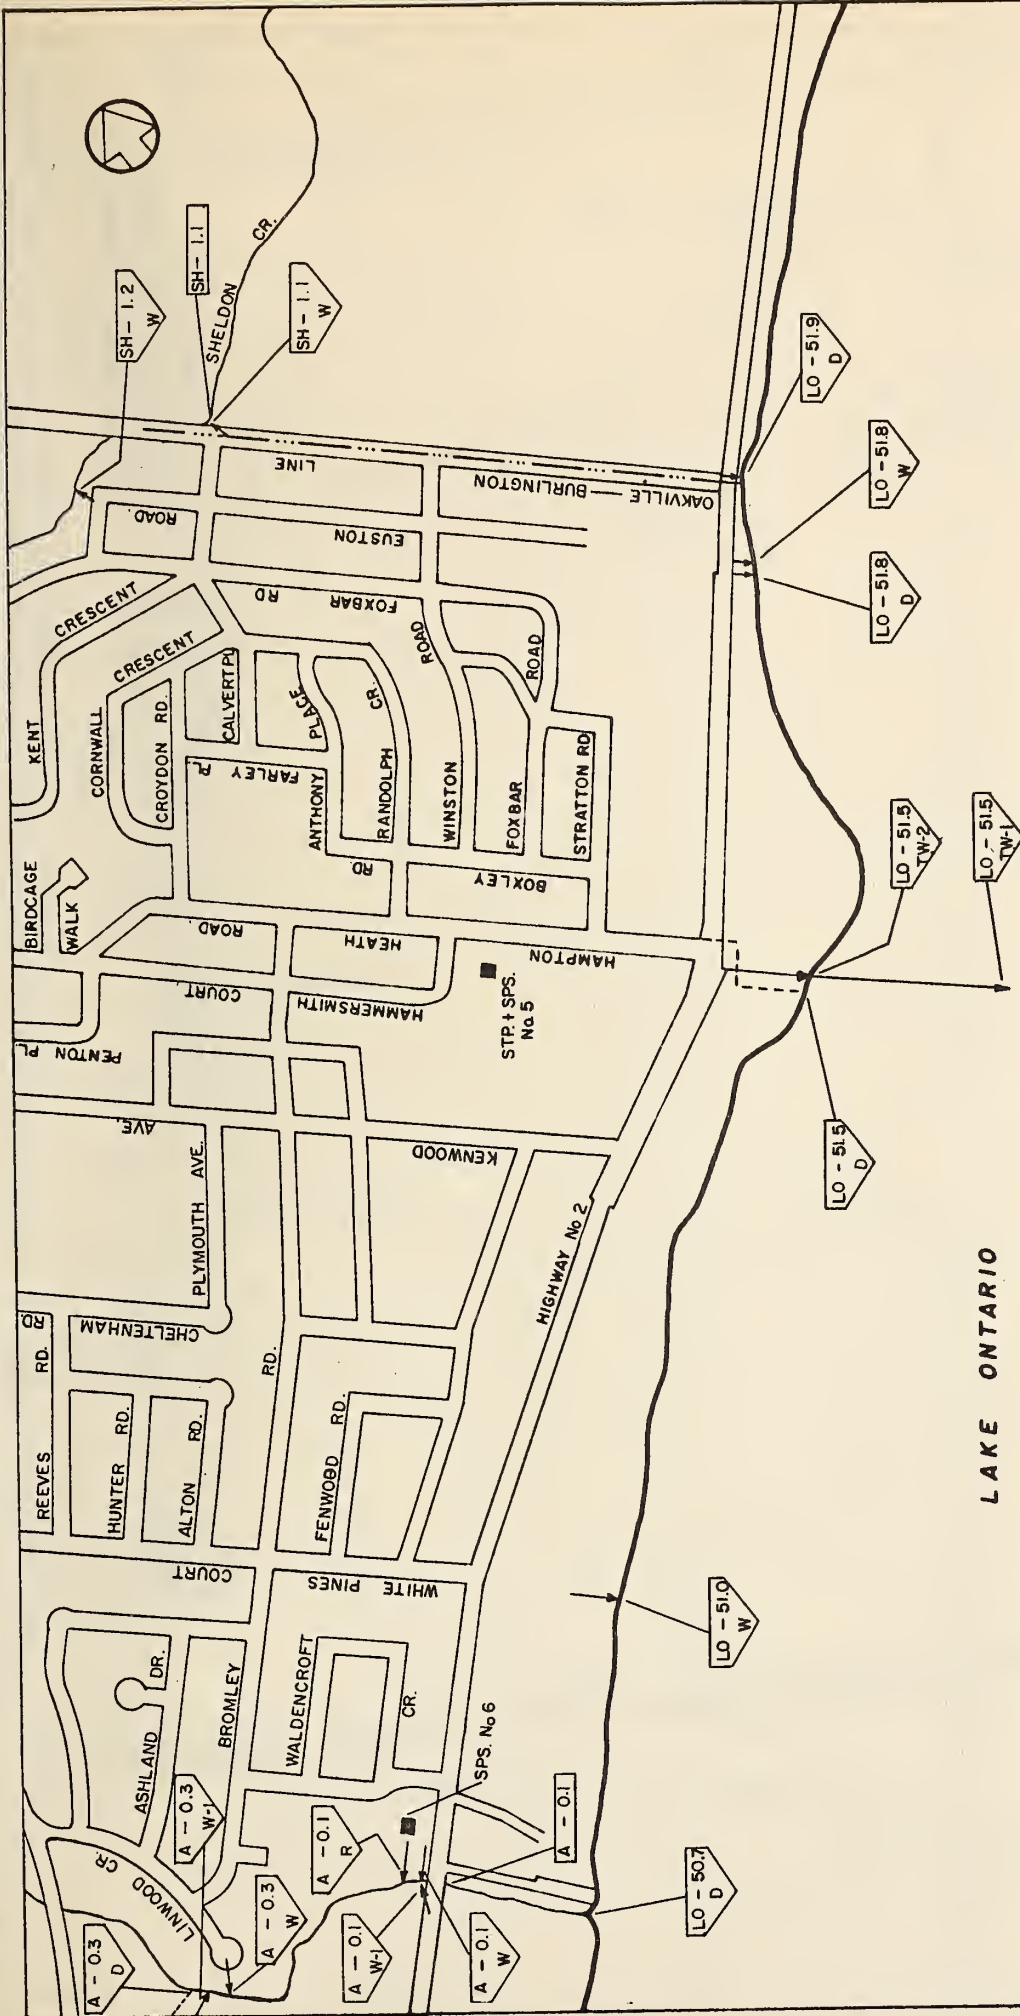 SH - 1.2
W
SH - 1.1
SH - 1.1
W
SHELDON
CR.
LO - 51.9
D
LO - 51.8
W
LO - 51.8
D
LO - 51.5
TW-2
LO - 51.5
TW-1
LO - 51.5
D
LO - 51.0
W
LO - 50.7
D
OAKVILLE — BURLINGTON
LINE
EUSTON
ROAD
FOXBAR
RD
KENT
CRESCENT
CORNWALL
CRESCENT
CROYDON RD.
CALVERT PL
FARLEY PL
ANTHONY
PLACE
RANDOLPH
CR.
WINSTON
ROAD
FOXBAR
ROAD
STRATTON RD
BOXLEY
RD
BIRDCAGE
WALK
HAMPTON
HEATH
ROAD
HAMMERSMITH
COURT
PENTON PL.
STP. + SPS.
No 5
KENWOOD
AVE.
PLYMOUTH AVE.
CHELTENHAM
RD.
REEVES RD.
HUNTER RD.
ALTON RD.
FENWOOD RD.
HIGHWAY No 2
WHITE PINES
COURT
ASHLAND DR.
BROMLEY
RD.
WALDENCROFT
CR.
LINWOOD CR.
SPS. No 6
A - 0.3
W-1
A - 0.3
D
A - 0.3
W
A - 0.1
R
A - 0.1
W-1
A - 0.1
W
A - 0.1
LAKE ONTARIO